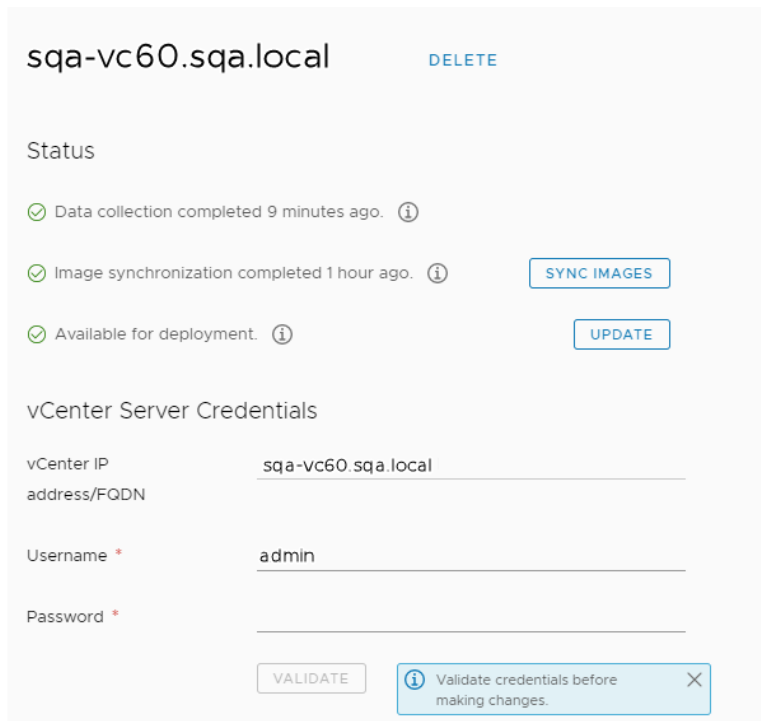 sqa-vc60.sqa.local DELETE
Status
Data collection completed 9 minutes ago.
Image synchronization completed 1 hour ago. SYNC IMAGES
Available for deployment. UPDATE
vCenter Server Credentials
vCenter IP sqa-vc60.sqa.local
address/FQDN
Username * admin
Password *
VALIDATE Validate credentials before
making changes.